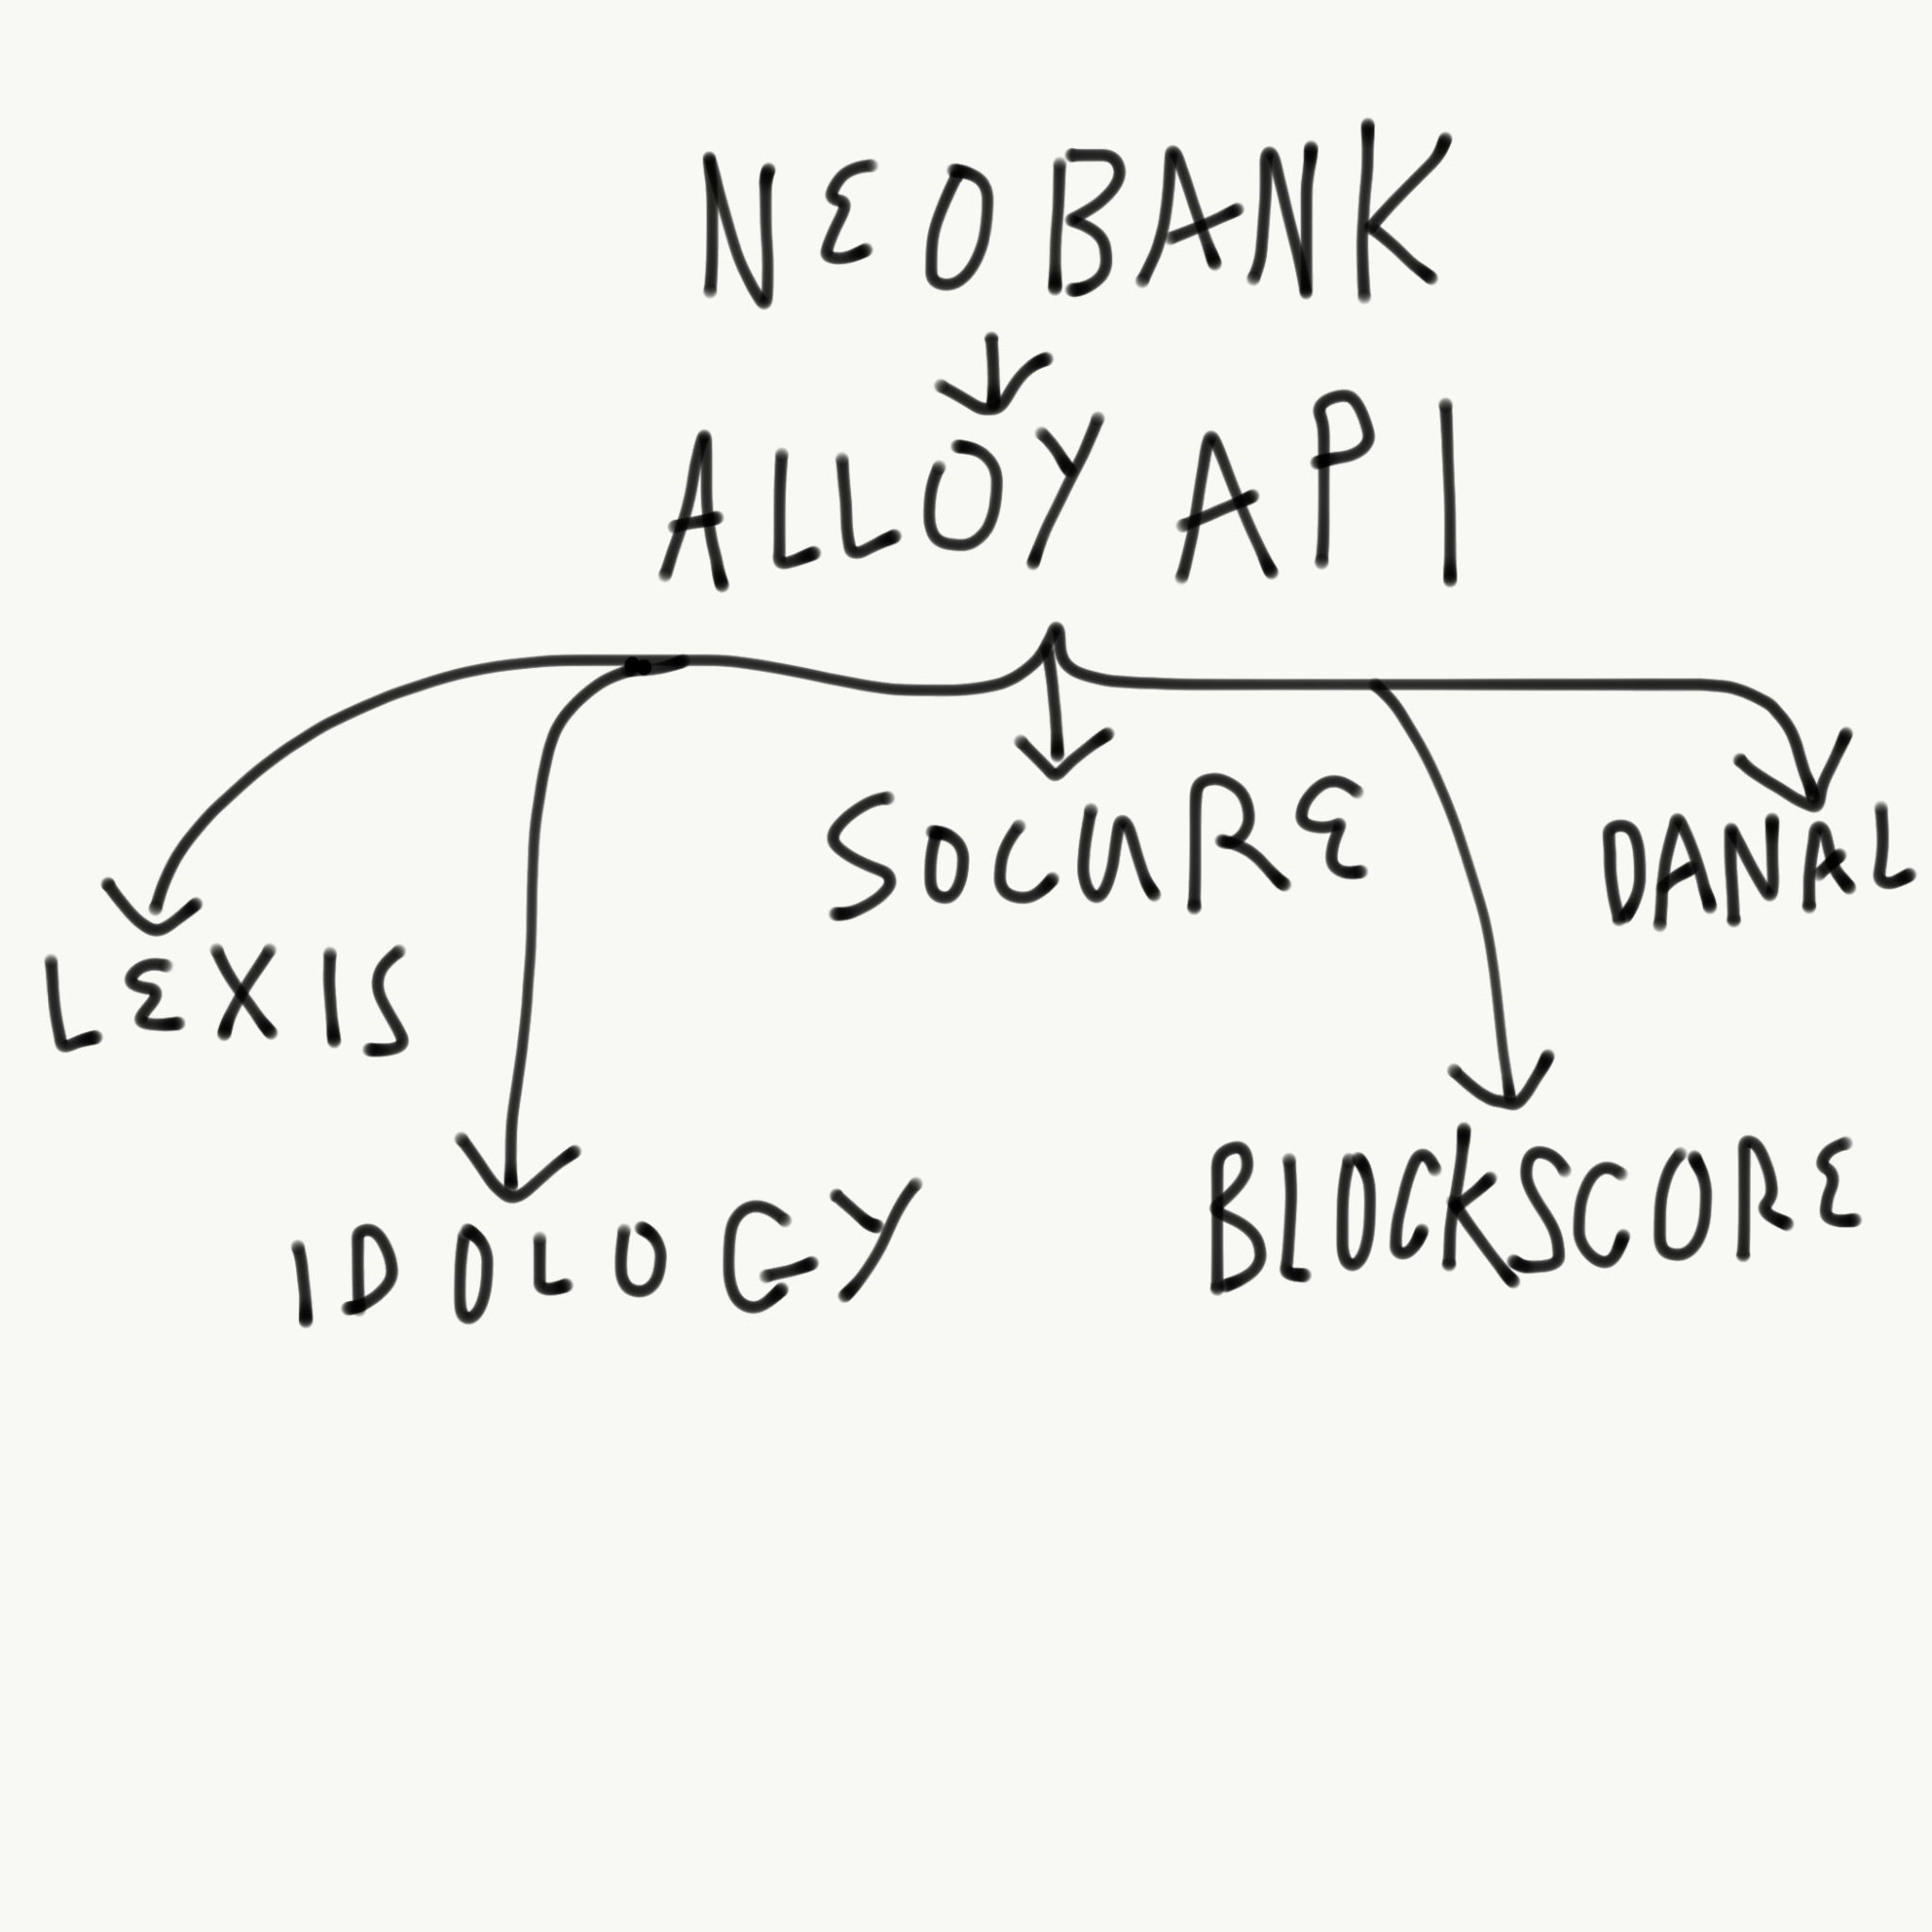 NEOBANK
ALLOY API
SOCURE
DANAL
LEXIS
IDOLOGY
BLOCKSCORE